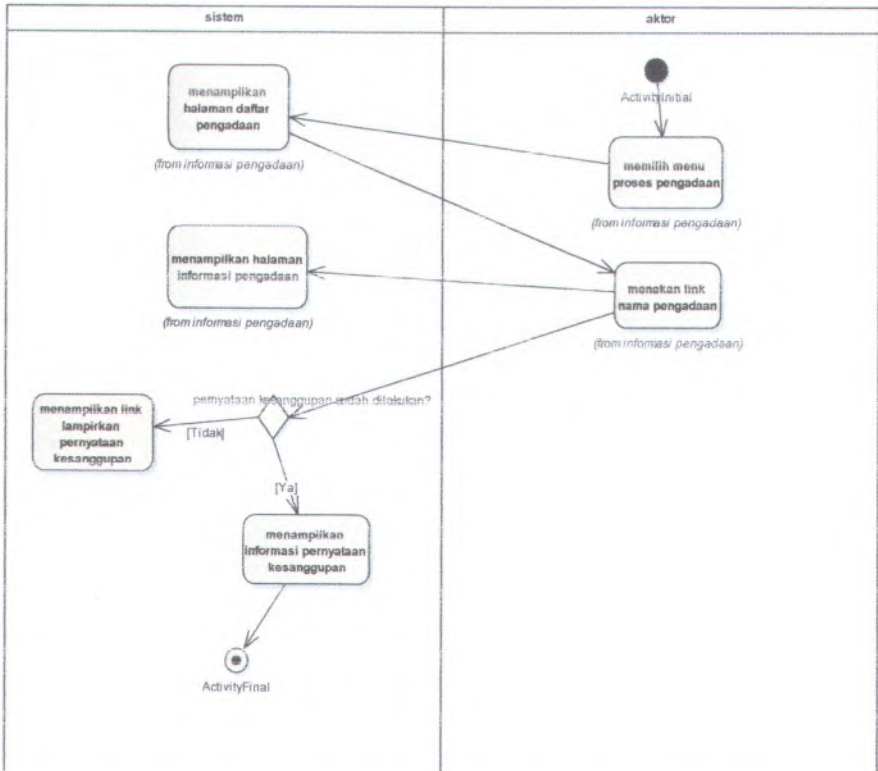 sistem
aktor
ActivityInitial
menampilkan
halaman daftar
pengadaan
(from informasi pengadaan)
memilih menu
proses pengadaan
(from informasi pengadaan)
menampilkan halaman
informasi pengadaan
(from informasi pengadaan)
menekan link
nama pengadaan
(from informasi pengadaan)
pernyataan kesanggupan sudah dilakukan?
menampilkan link
lampirkan
pernyataan
kesanggupan
[Tidak]
[Ya]
menampilkan
informasi pernyataan
kesanggupan
ActivityFinal